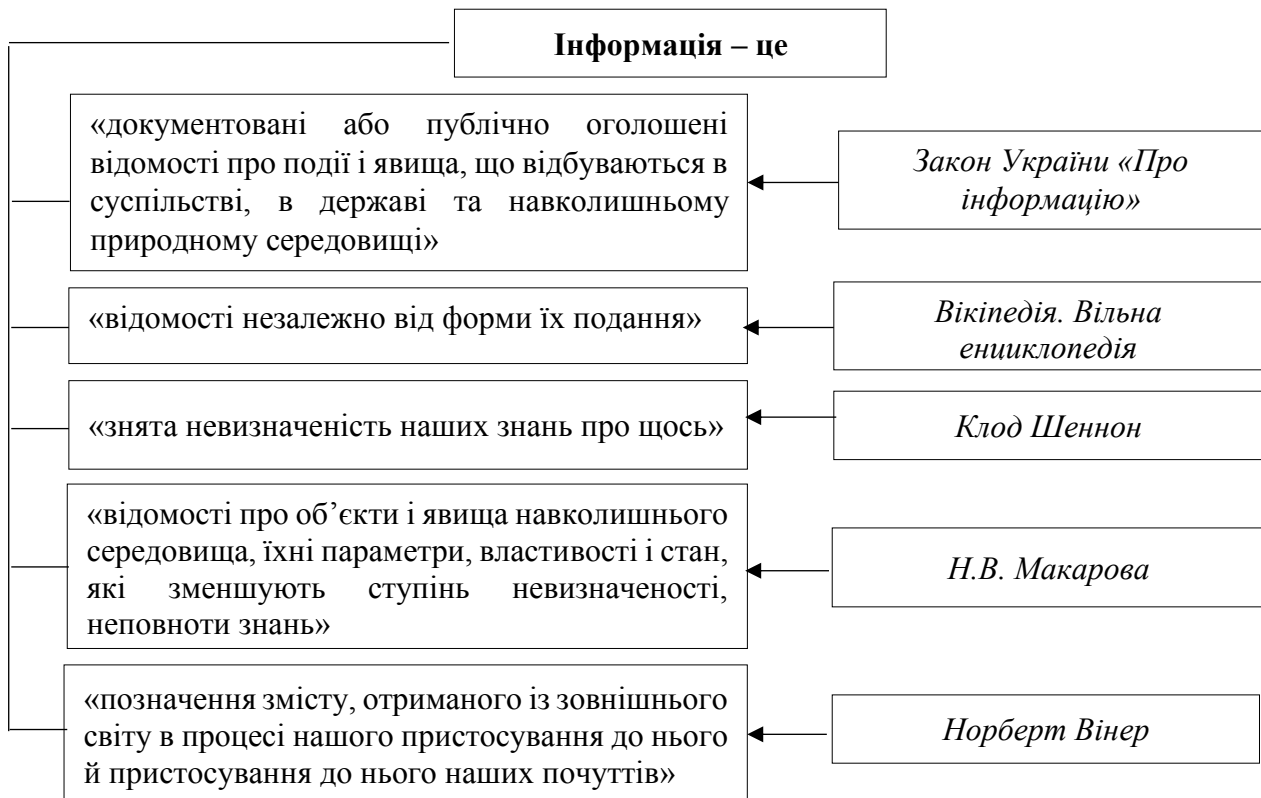 Інформація – це
«документовані або публічно оголошені
відомості про події і явища, що відбуваються в
суспільстві, в державі та навколишньому
природному середовищі»
Закон України «Про
інформацію»
«відомості незалежно від форми їх подання»
Вікіпедія. Вільна
енциклопедія
«знята невизначеність наших знань про щось»
Клод Шеннон
«відомості про об’єкти і явища навколишнього
середовища, їхні параметри, властивості і стан,
які зменшують ступінь невизначеності,
неповноти знань»
Н.В. Макарова
«позначення змісту, отриманого із зовнішнього
світу в процесі нашого пристосування до нього
й пристосування до нього наших почуттів»
Норберт Вінер